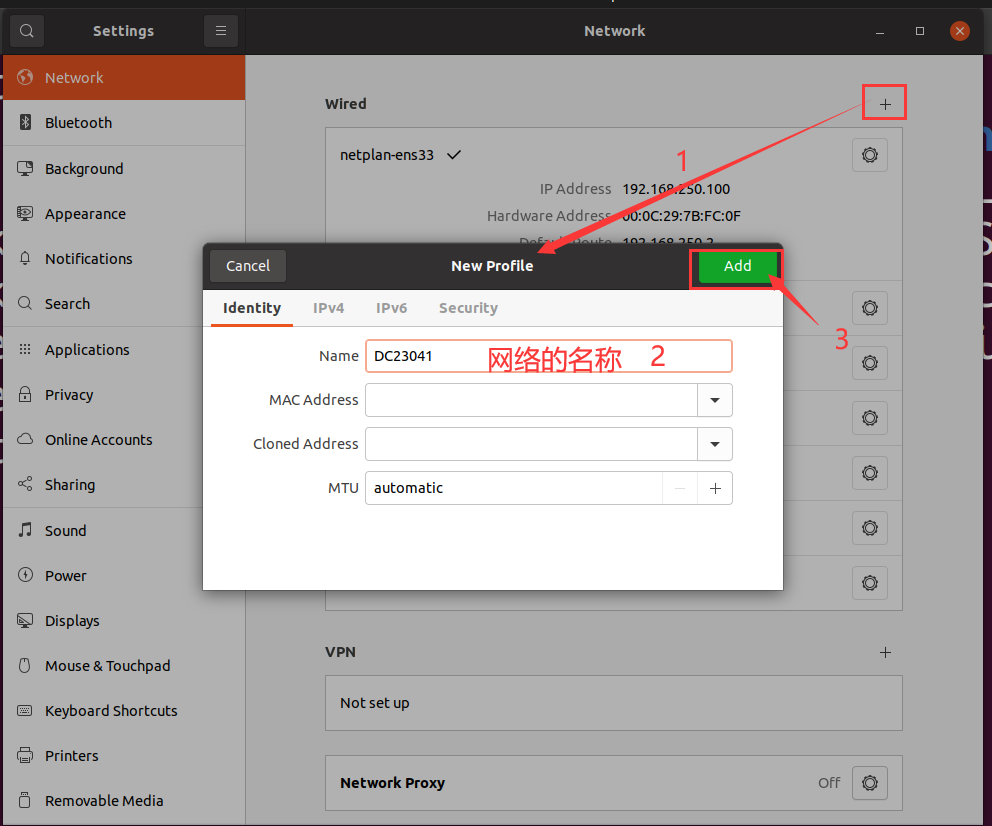 Settings
Network
Network
Bluetooth
Background
Appearance
Notifications
Search
Applications
Privacy
Online Accounts
Sharing
Sound
Power
Displays
Mouse & Touchpad
Keyboard Shortcuts
Printers
Removable Media
Wired
netplan-ens33
1
IP Address 192.168.250.100
Hardware Address 00:0C:29:7B:FC:0F
Default Route 192.168.250.2
Cancel
New Profile
Add
Identity IPv4 IPv6 Security
3
Name DC23041 网络的名称 2
MAC Address
Cloned Address
MTU automatic
VPN
Not set up
Network Proxy Off